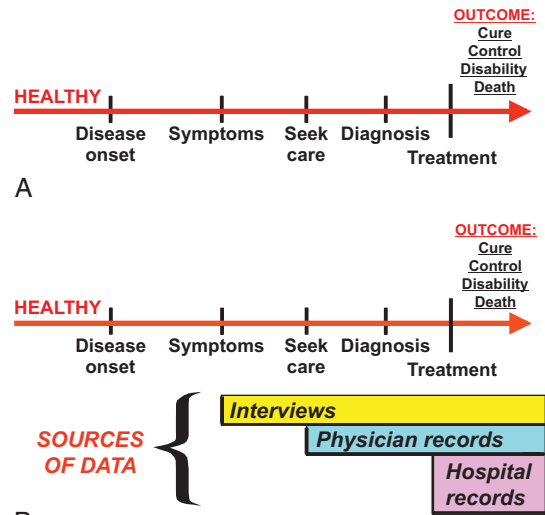 OUTCOME:
Cure
Control
Disability
Death
HEALTHY
Disease
onset
Symptoms
Seek
care
Diagnosis
Treatment
A
OUTCOME:
Cure
Control
Disability
Death
HEALTHY
Disease
onset
Symptoms
Seek
care
Diagnosis
Treatment
SOURCES
OF DATA
Interviews
Physician records
Hospital
records